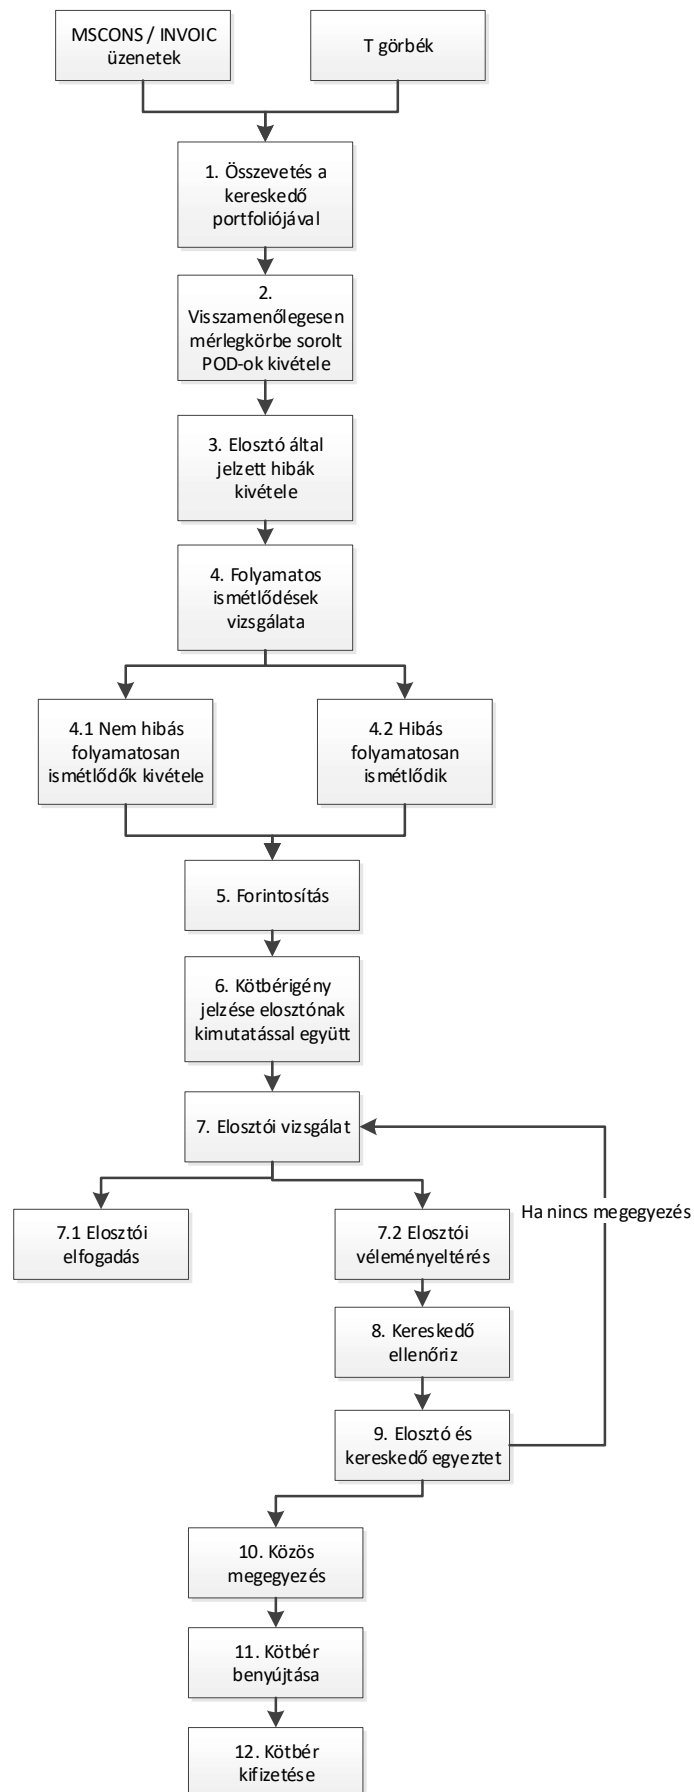 MSCONS / INVOIC
üzenetek
T görbék
1. Összevetés a
kereskedő
portfoliójával
2.
Visszamenőlegesen
mérlegkörbe sorolt
POD-ok kivétele
3. Elosztó által
jelzett hibák
kivétele
4. Folyamatos
ismétlődések
vizsgálata
4.1 Nem hibás
folyamatosan
ismétlődők kivétele
4.2 Hibás
folyamatosan
ismétlődik
5. Forintosítás
6. Kötbérigény
jelzése elosztónak
kimutatással együtt
7. Elosztói vizsgálat
Ha nincs megegyezés
7.1 Elosztói
elfogadás
7.2 Elosztói
véleményeltérés
8. Kereskedő
ellenőriz
9. Elosztó és
kereskedő egyeztet
10. Közös
megegyezés
11. Kötbér
benyújtása
12. Kötbér
kifizetése